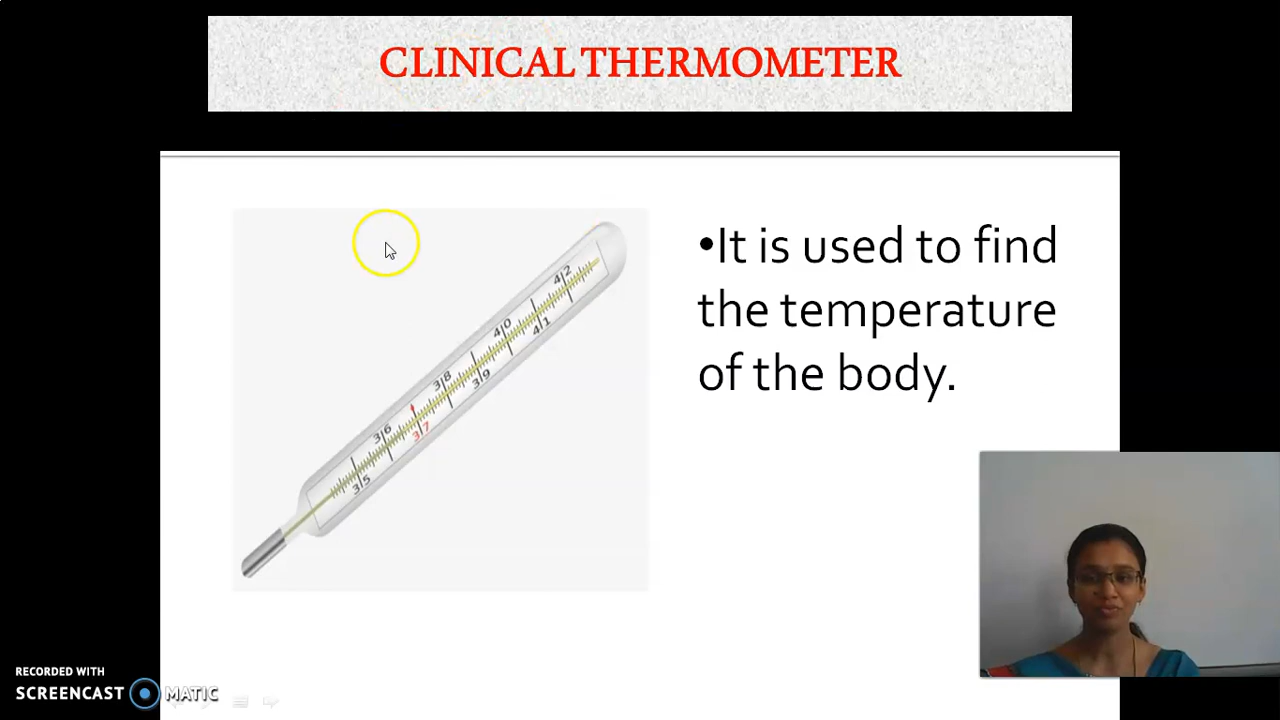 CLINICAL THERMOMETER
•It is used to find
the temperature
of the body.
42
41
40
39
38
37
36
35
RECORDED WITH
SCREENCAST MATIC